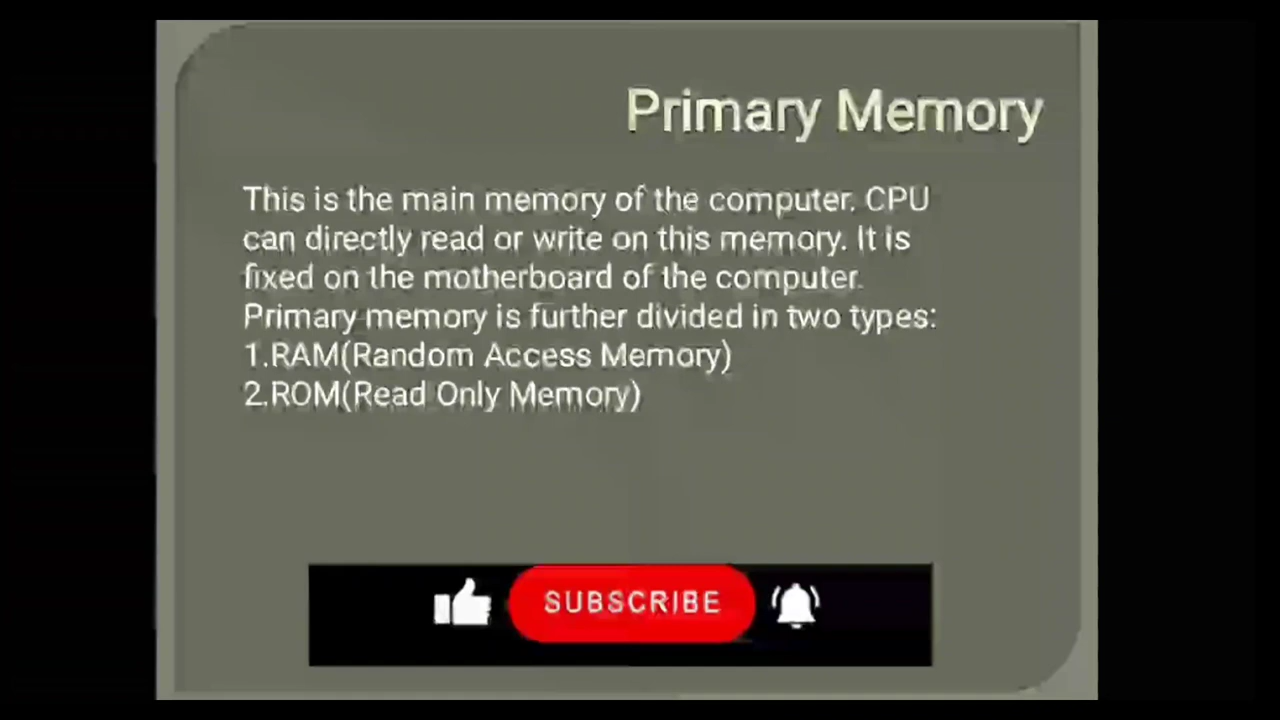 Primary Memory
This is the main memory of the computer. CPU
can directly read or write on this memory. It is
fixed on the motherboard of the computer.
Primary memory is further divided in two types:
1.RAM(Random Access Memory)
2.ROM(Read Only Memory)
SUBSCRIBE